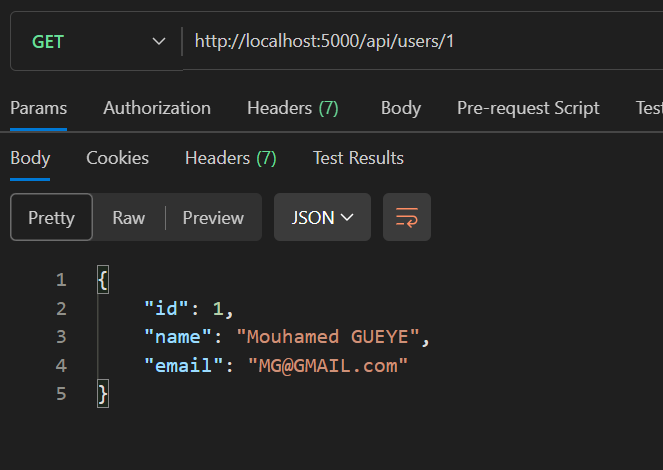 GET http://localhost:5000/api/users/1
Params Authorization Headers (7) Body Pre-request Script Test
Body Cookies Headers (7) Test Results
Pretty Raw Preview JSON
1 {
2 "id": 1,
3 "name": "Mouhamed GUEYE",
4 "email": "MG@GMAIL.com"
5 }